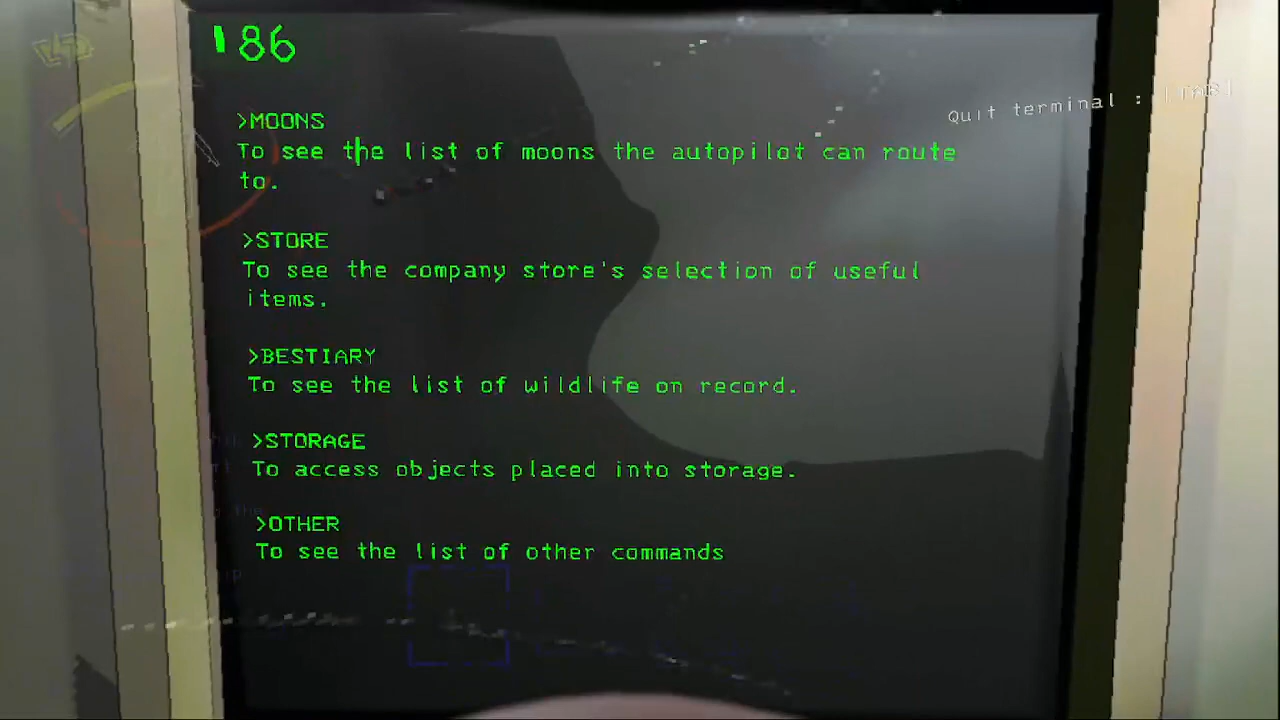 86
>MOONS
To see the list of moons the autopilot can route
to.
>STORE
To see the company store's selection of useful
items.
>BESTIARY
To see the list of wildlife on record.
>STORAGE
To access objects placed into storage.
>OTHER
To see the list of other commands
Quit terminal : [TAB]